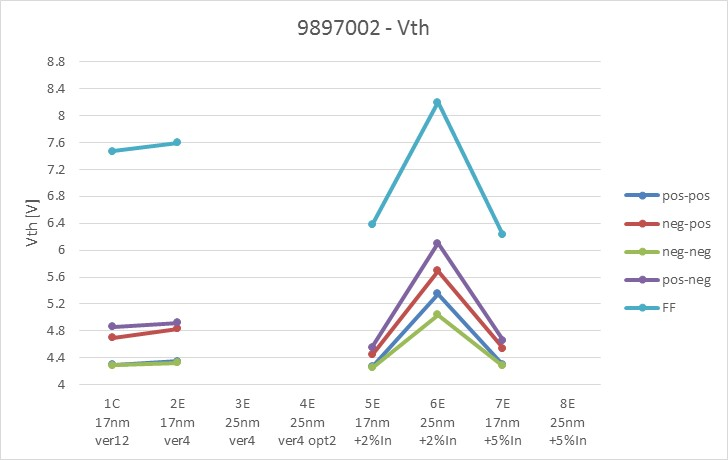 9897002 - Vth
8.8
8.4
8
7.6
7.2
6.8
6.4
6
5.6
5.2
4.8
4.4
4
Vth [V]
1C 2E 3E 4E 5E 6E 7E 8E
17nm 17nm 25nm 25nm 17nm 25nm 17nm 25nm
ver12 ver4 ver4 ver4 opt2 +2%In +2%In +5%In +5%In
pos-pos
neg-pos
neg-neg
pos-neg
FF